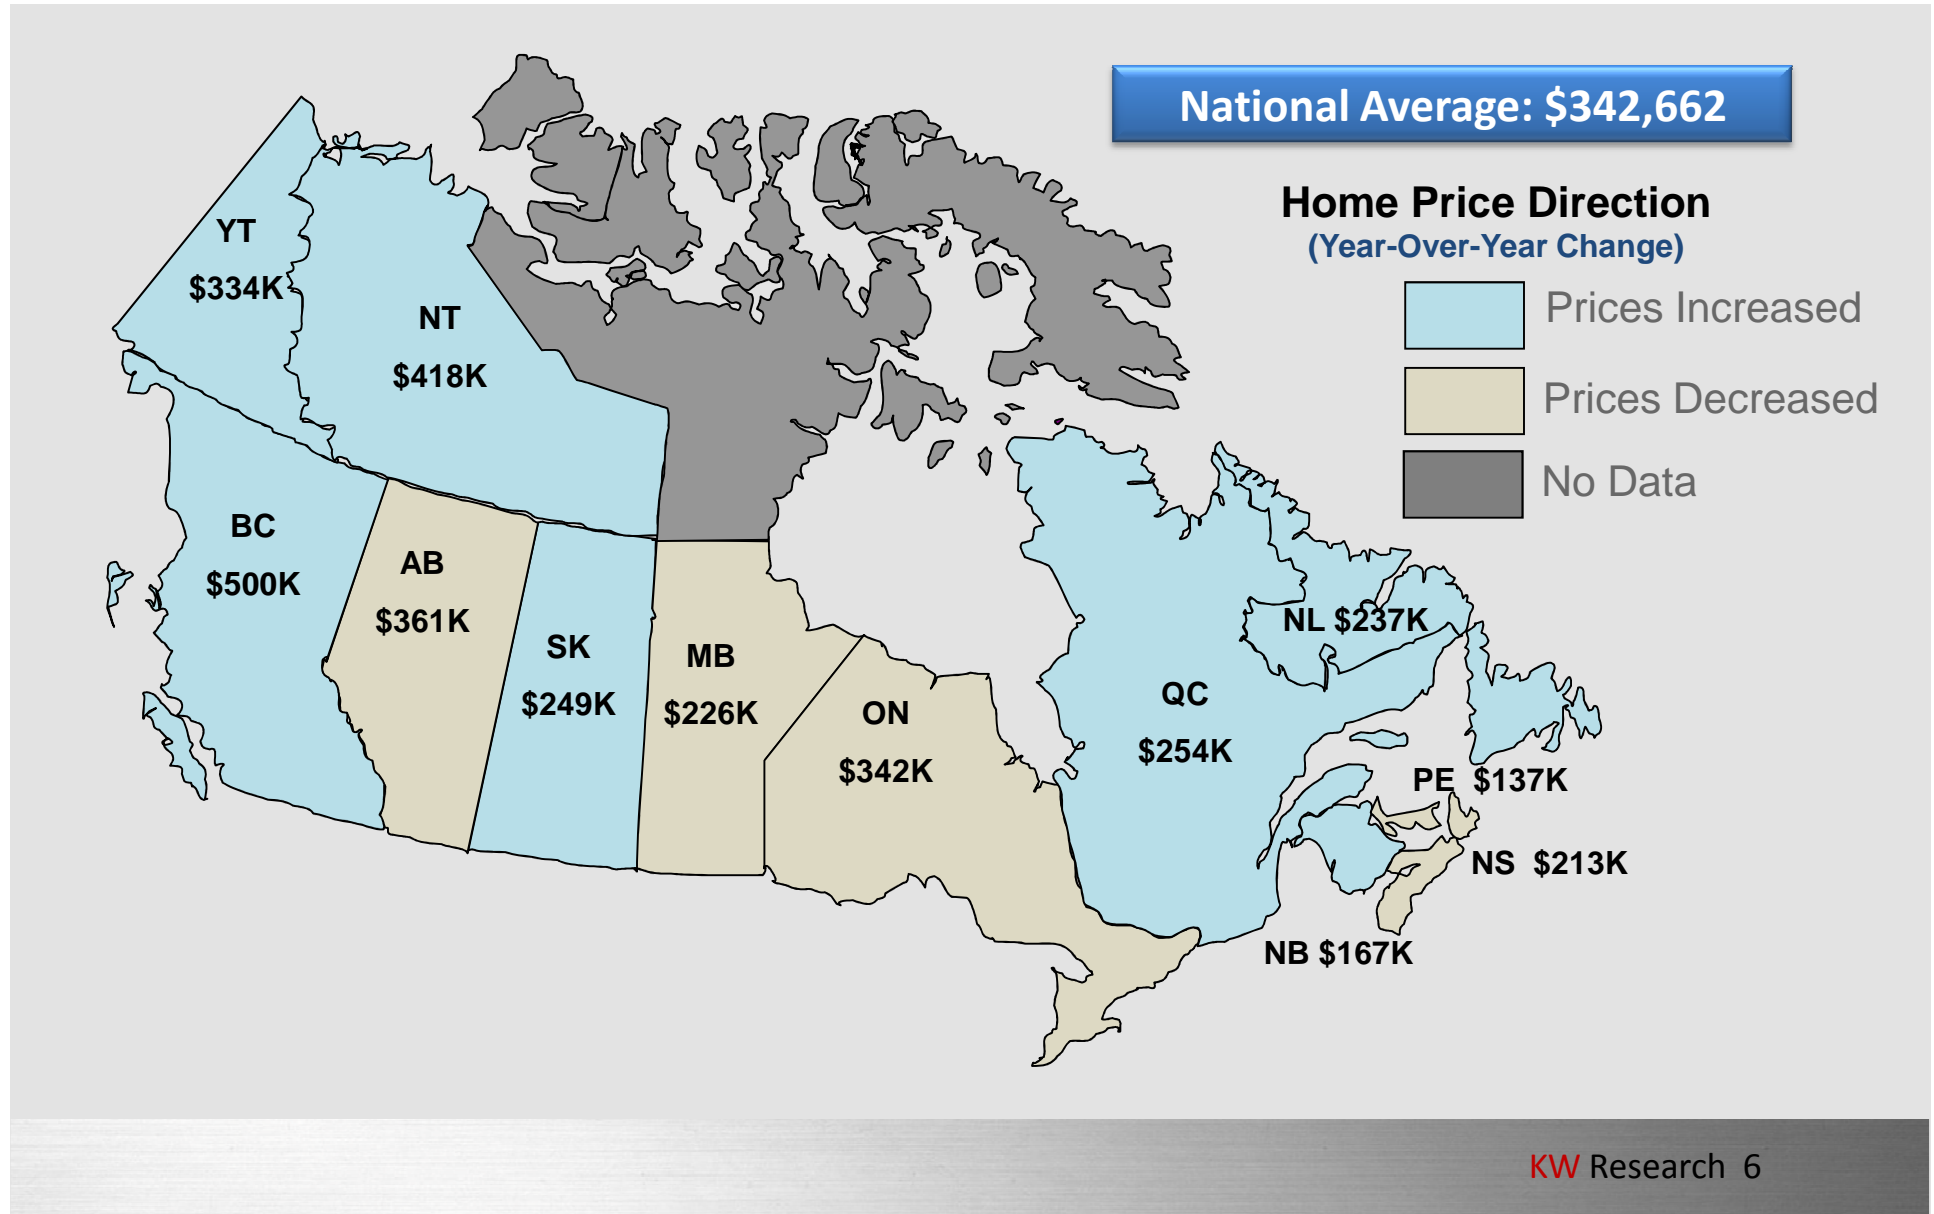 National Average: $342,662
Home Price Direction
(Year-Over-Year Change)
Prices Increased
Prices Decreased
No Data
YT
$334K
NT
$418K
BC
$500K
AB
$361K
SK
$249K
MB
$226K
ON
$342K
QC
$254K
NL $237K
PE $137K
NS $213K
NB $167K
KW Research 6